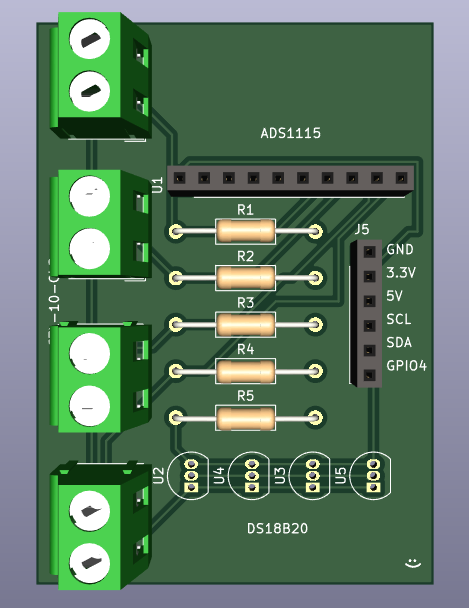 ADS1115
U1
R1
J5
GND
R2
3.3V
5V
R3
SCL
R4
SDA
GPIO4
R5
U2
U4
U3
U5
DS18B20